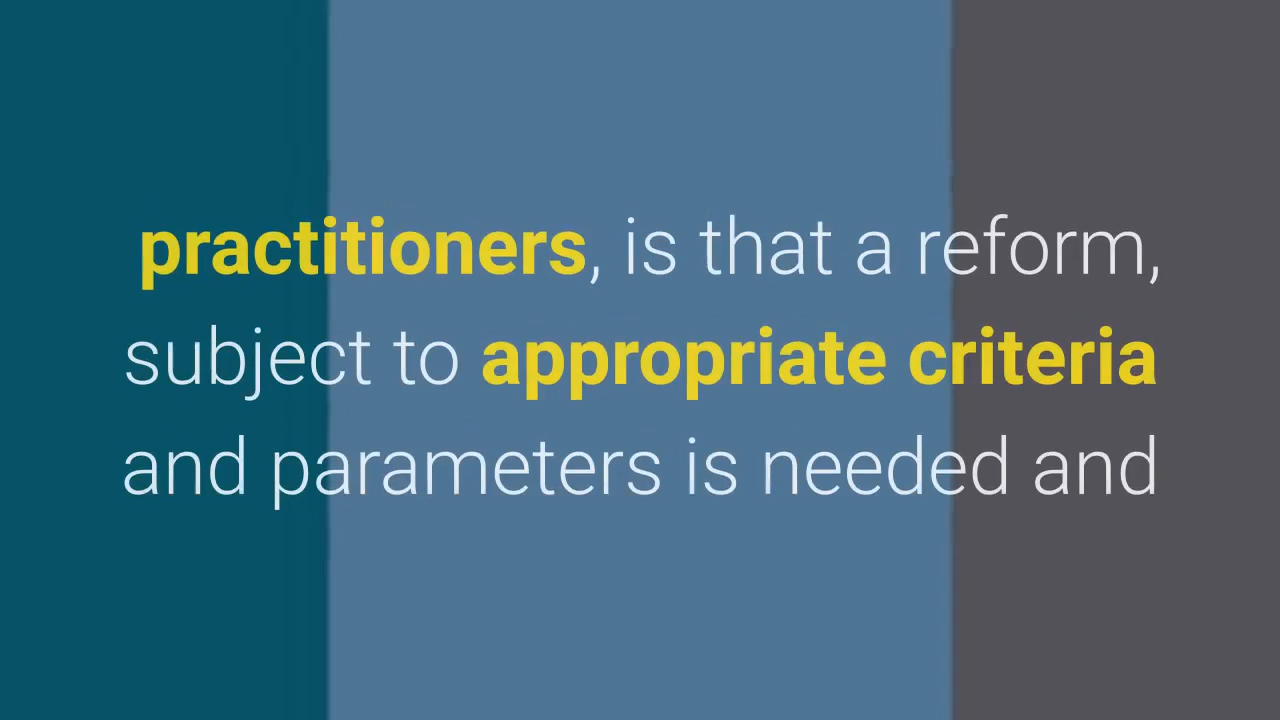 practitioners, is that a reform,
subject to appropriate criteria
and parameters is needed and